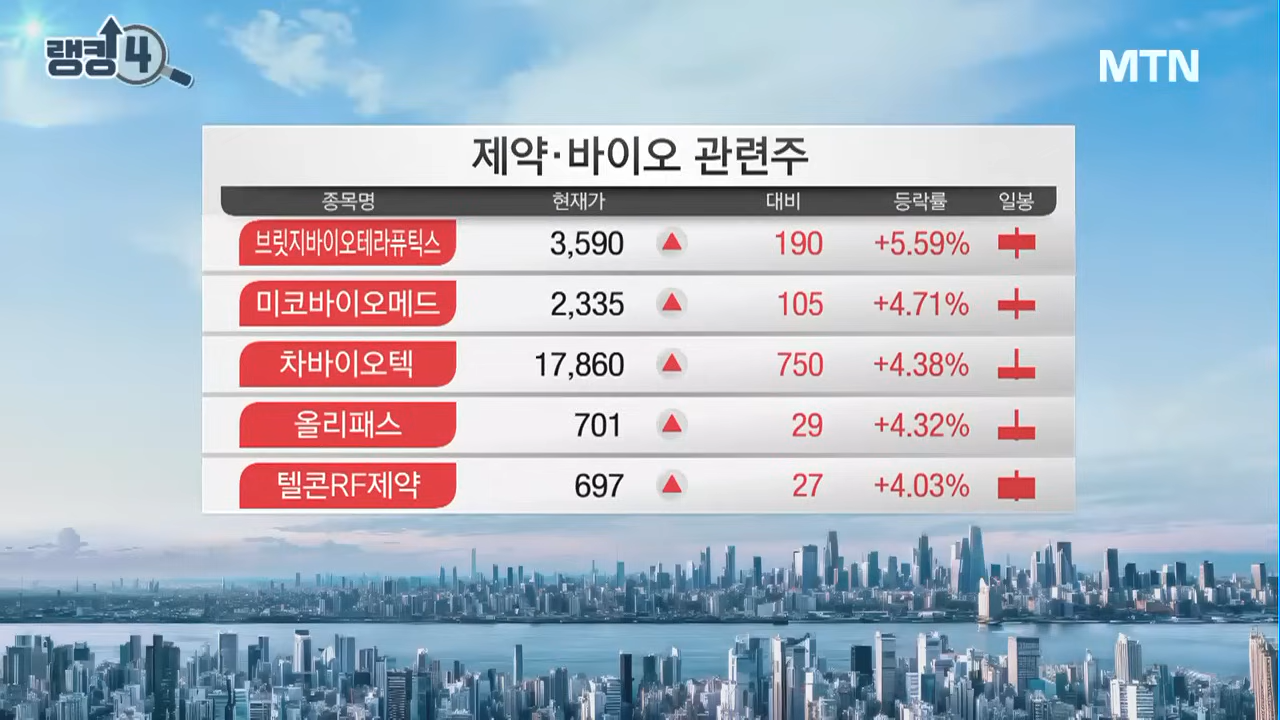 랭킹4
MTN
제약·바이오 관련주
종목명 현재가 대비 등락률 일봉
브릿지바이오테라퓨틱스 3,590 ▲ 190 +5.59%
미코바이오메드 2,335 ▲ 105 +4.71%
차바이오텍 17,860 ▲ 750 +4.38%
올리패스 701 ▲ 29 +4.32%
텔콘RF제약 697 ▲ 27 +4.03%